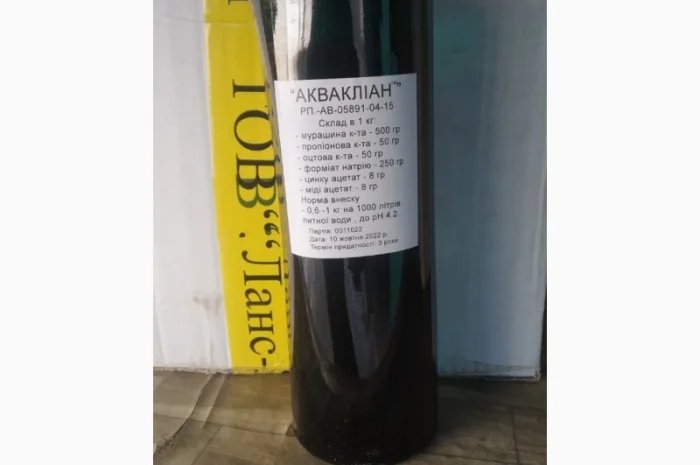 "АКВАКЛІАН™"
РП.-АВ-05891-04-15
Склад в 1 кг:
- мурашина к-та - 500 гр
- пропіонова к-та - 50 гр
- оцтова к-та - 50 гр
- форміат натрію - 250 гр
- цинку ацетат - 8 гр
- міді ацетат - 8 гр
Норма внеску
- 0,6 -1 кг на 1000 літрів
питної води , до рН 4.2.
Партія: 0011022
Дата: 10 жовтня 2022 р.
Термін придатності: 3 роки
ТОВ "Ланс-